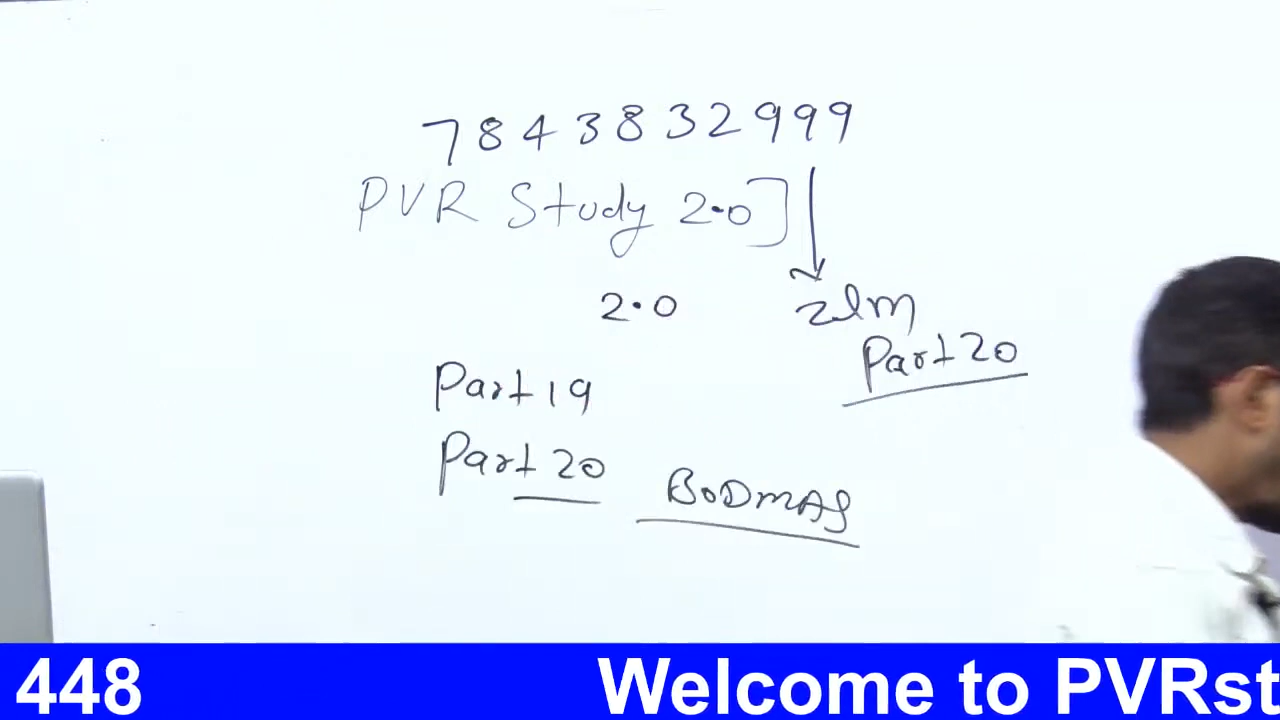 7843832999
PVR Study 2.0]
2.0
Part 19
Part 20
Part 20
BODMAS
448 Welcome to PVRst